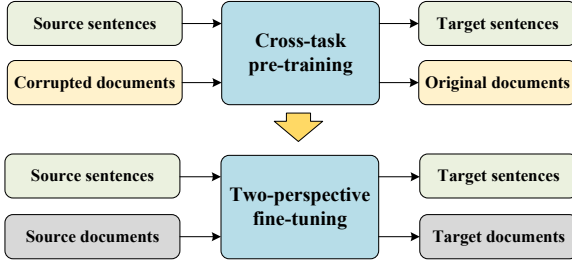 Source sentences
Cross-task
pre-training
Target sentences
Corrupted documents
Original documents
Source sentences
Two-perspective
fine-tuning
Target sentences
Source documents
Target documents